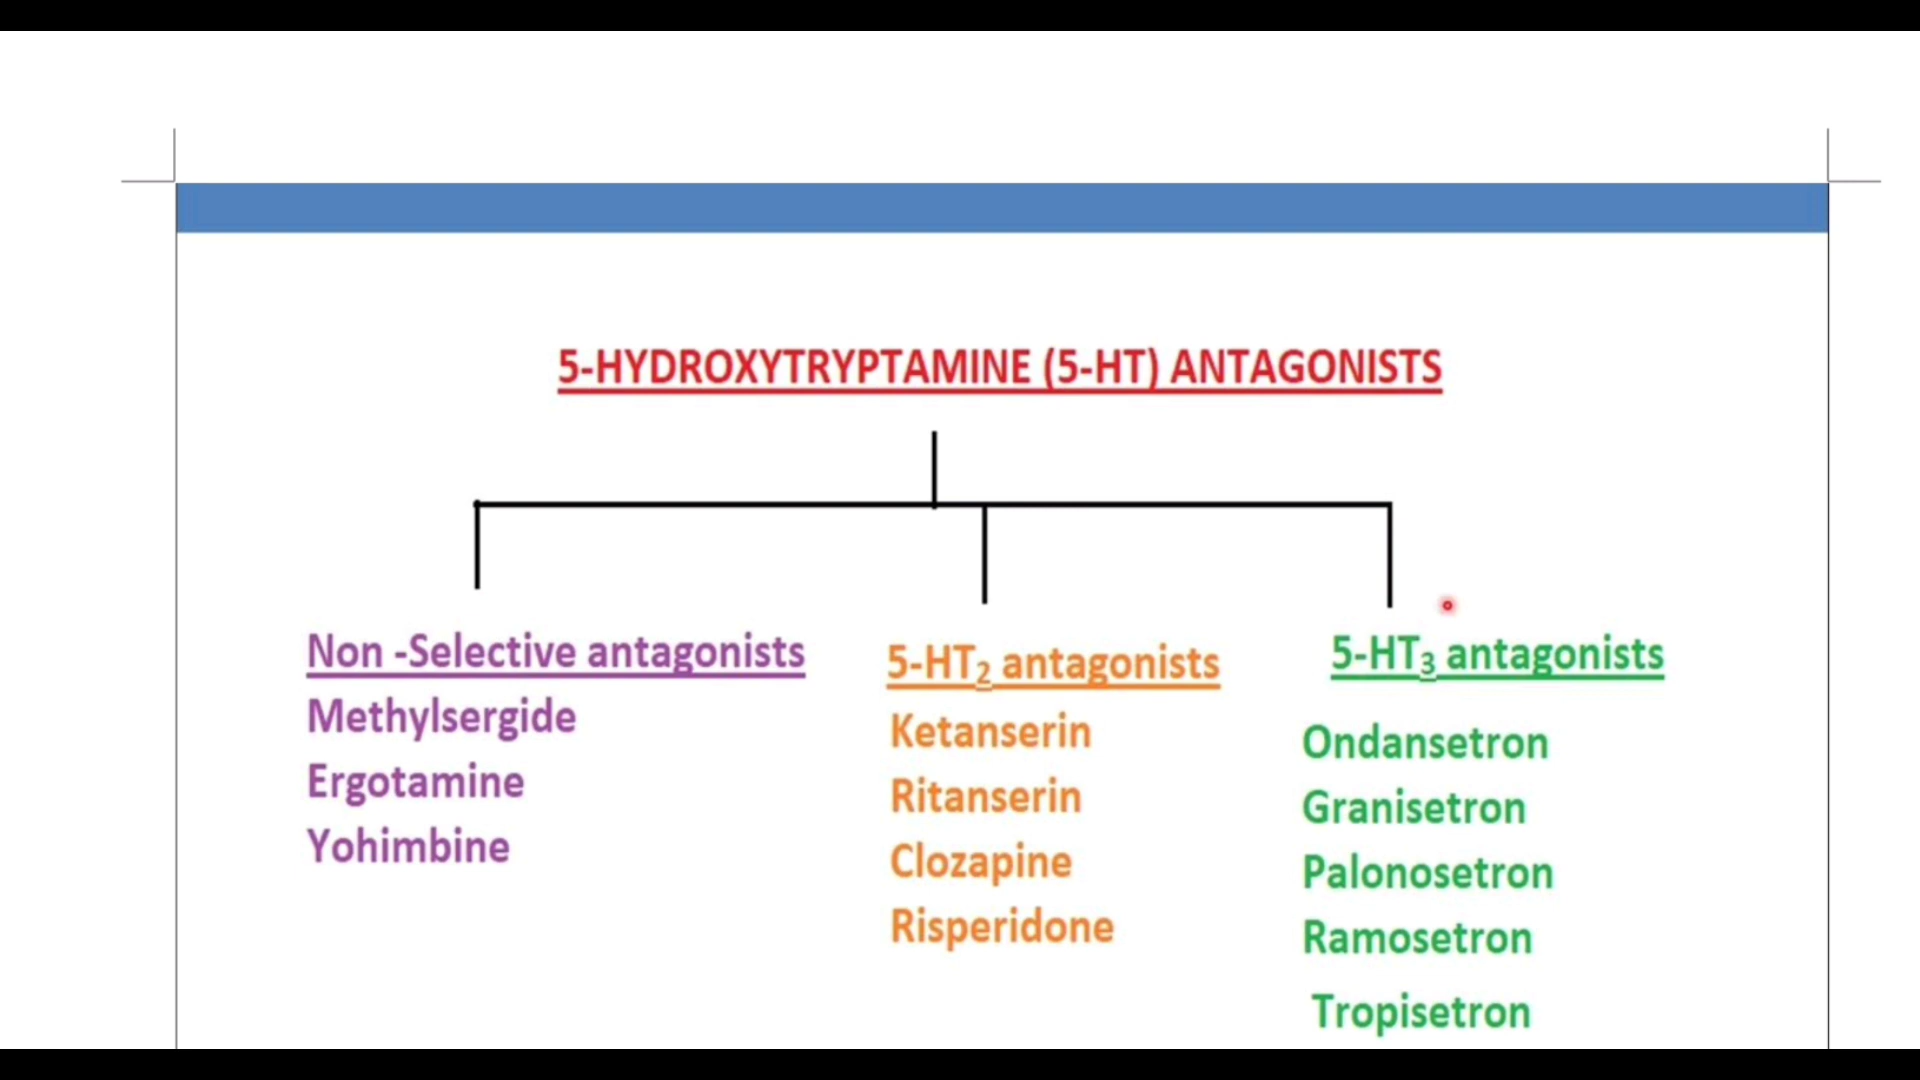 5-HYDROXYTRYPTAMINE (5-HT) ANTAGONISTS
Non -Selective antagonists
Methylsergide
Ergotamine
Yohimbine
5-HT₂ antagonists
Ketanserin
Ritanserin
Clozapine
Risperidone
5-HT₃ antagonists
Ondansetron
Granisetron
Palonosetron
Ramosetron
Tropisetron